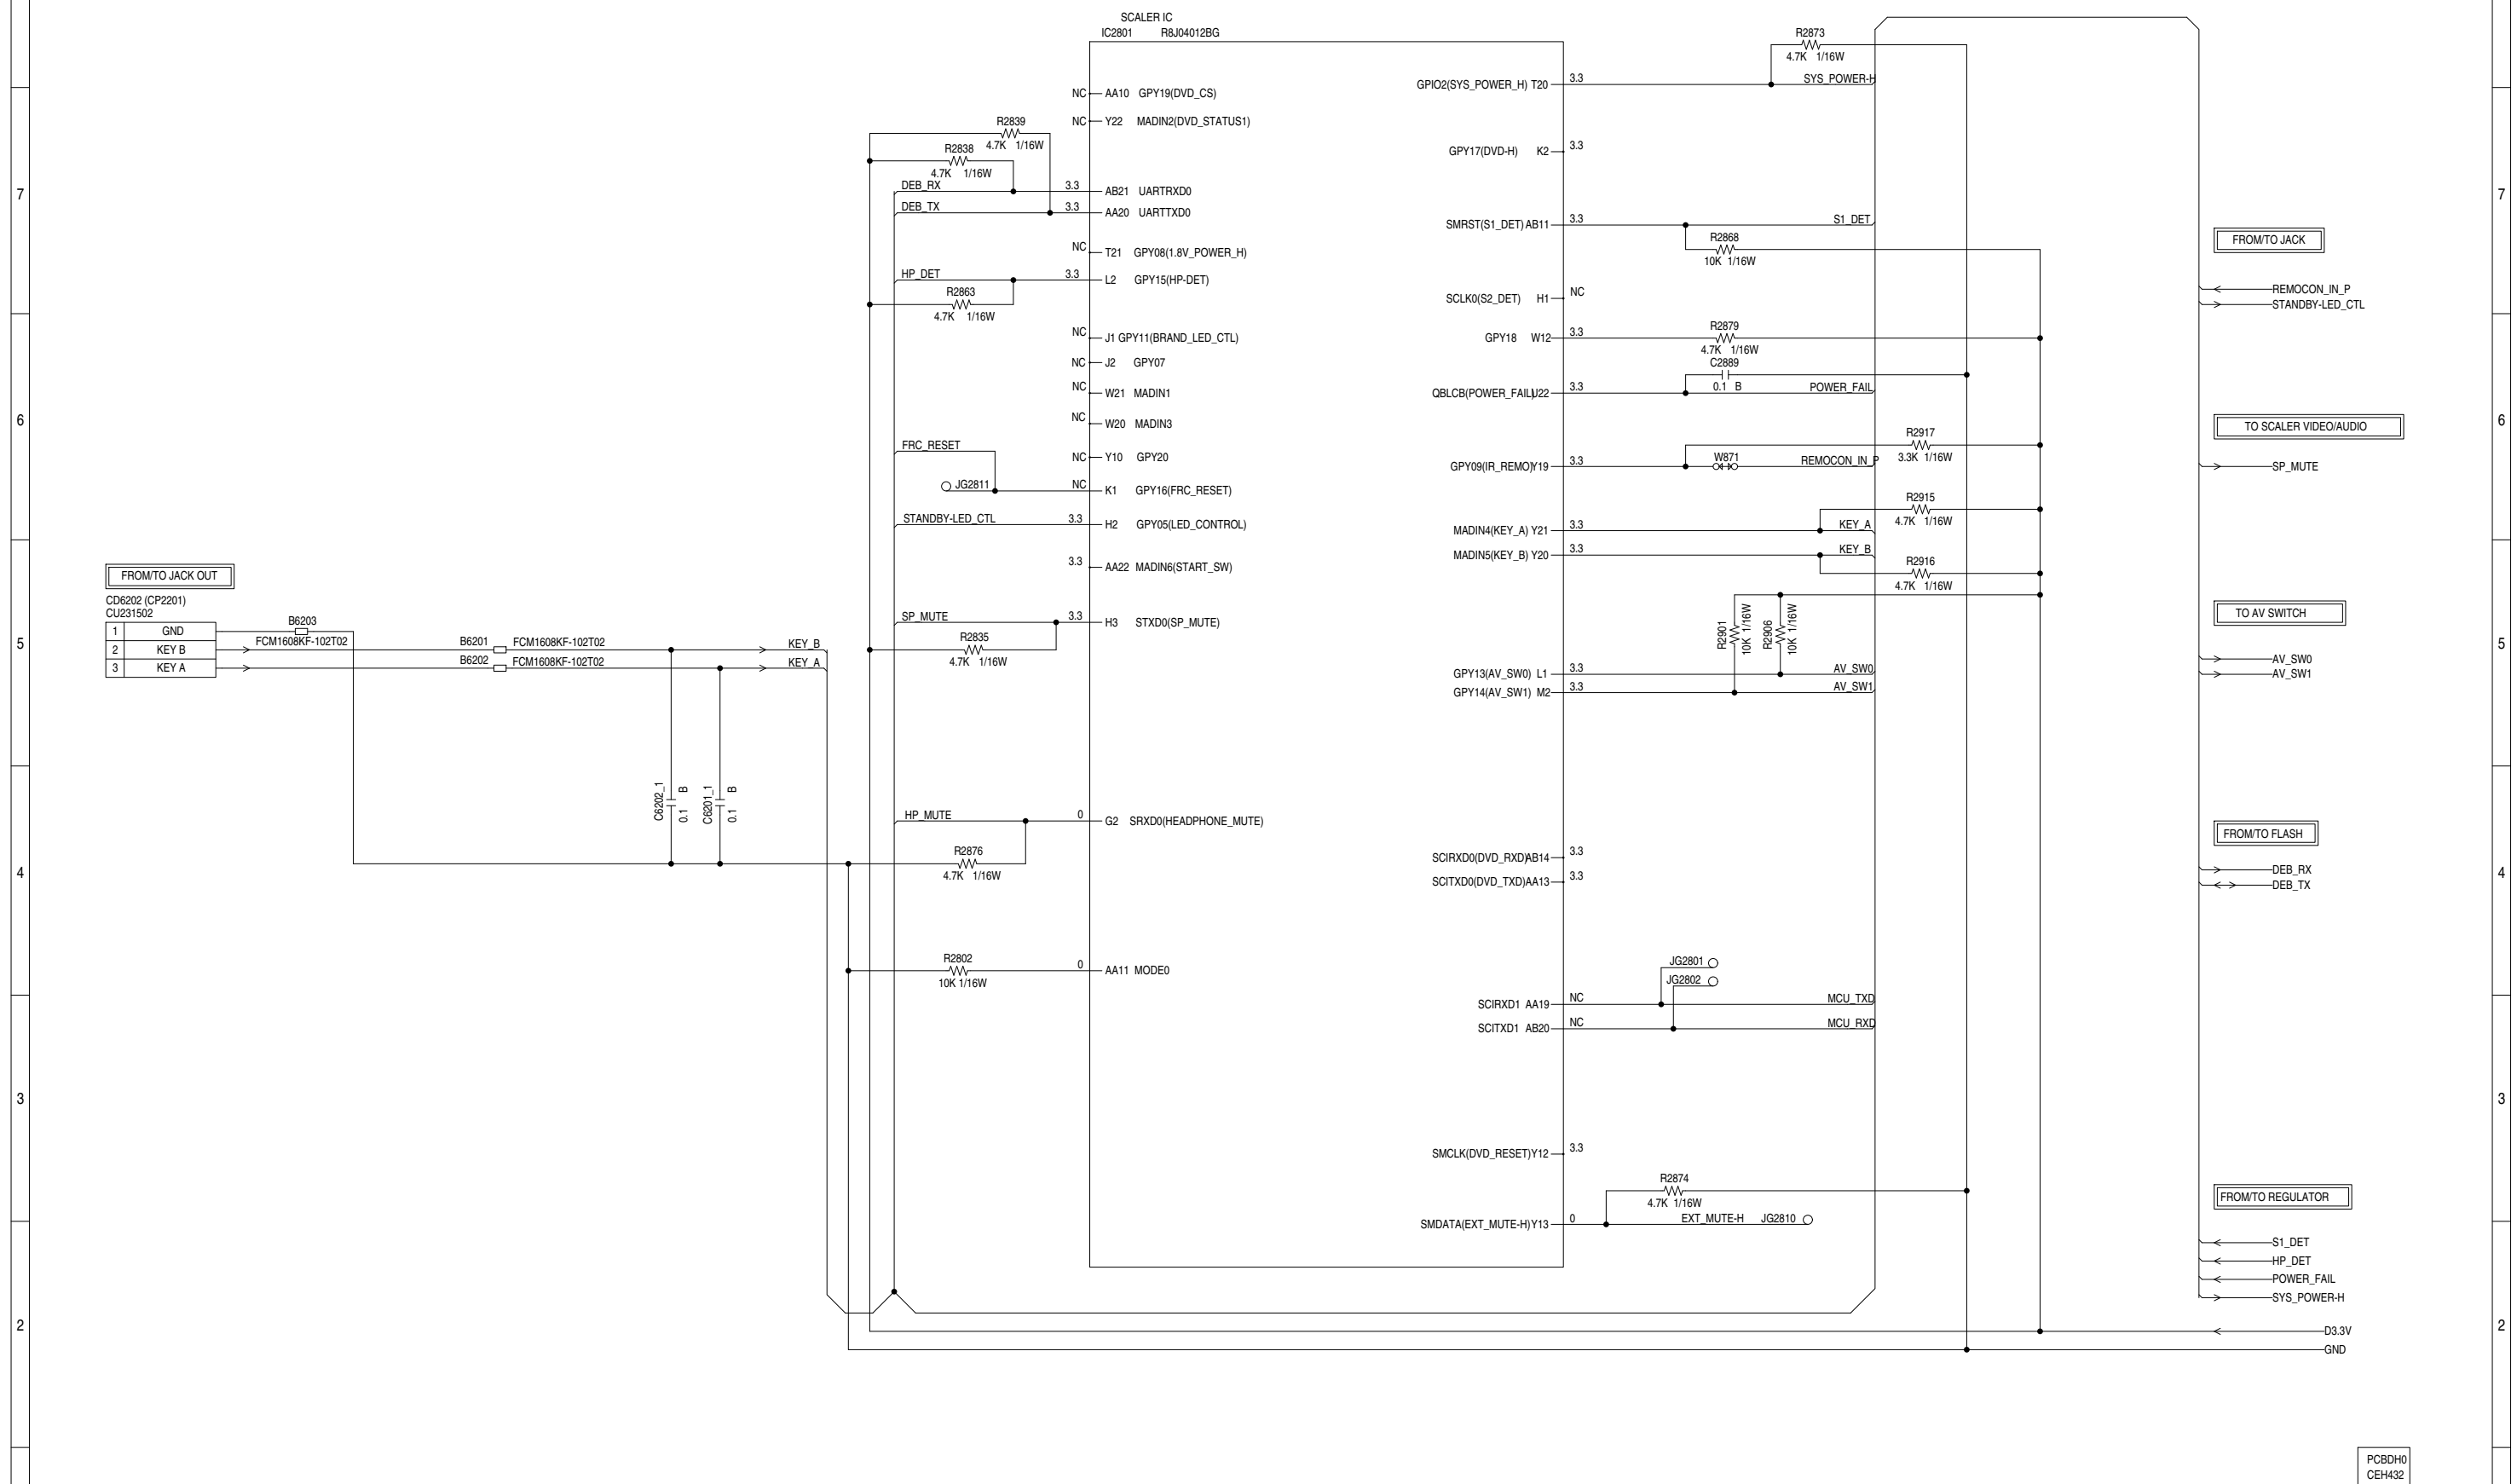 SCALER IC
IC2801 R8J04012BG
NC AA10 GPY19(DVD_CS)
NC Y22 MADIN2(DVD_STATUS1)
R2839
4.7K 1/16W
R2838
4.7K 1/16W
DEB_RX 3.3 AB21 UARTRXD0
DEB_TX 3.3 AA20 UARTTXD0
NC T21 GPY08(1.8V_POWER_H)
HP_DET 3.3 L2 GPY15(HP-DET)
R2863
4.7K 1/16W
NC J1 GPY11(BRAND_LED_CTL)
NC J2 GPY07
NC W21 MADIN1
NC W20 MADIN3
FRC_RESET
NC Y10 GPY20
JG2811
NC K1 GPY16(FRC_RESET)
STANDBY-LED_CTL 3.3 H2 GPY05(LED_CONTROL)
3.3 AA22 MADIN6(START_SW)
SP_MUTE 3.3 H3 STXD0(SP_MUTE)
R2835
4.7K 1/16W
HP_MUTE 0 G2 SRXD0(HEADPHONE_MUTE)
R2876
4.7K 1/16W
R2802
10K 1/16W
0 AA11 MODE0
FROM/TO JACK OUT
CD6202 (CP2201)
CU231502
1 GND
2 KEY B
3 KEY A
B6203
FCM1608KF-102T02
B6201 FCM1608KF-102T02
B6202 FCM1608KF-102T02
KEY_B
KEY_A
C6202_1
0.1 B
C6201_1
0.1 B
R2873
4.7K 1/16W
GPIO2(SYS_POWER_H) T20 3.3 SYS_POWER-H
GPY17(DVD-H) K2 3.3
SMRST(S1_DET) AB11 3.3 S1_DET
R2868
10K 1/16W
SCLK0(S2_DET) H1 NC
GPY18 W12 3.3
R2879
4.7K 1/16W
C2889
0.1 B
QBLCB(POWER_FAIL)U22 3.3 POWER_FAIL
R2917
3.3K 1/16W
GPY09(IR_REMO)Y19 3.3 W871 REMOCON_IN_P
R2915
4.7K 1/16W
MADIN4(KEY_A) Y21 3.3 KEY_A
MADIN5(KEY_B) Y20 3.3 KEY_B
R2916
4.7K 1/16W
R2901
10K 1/16W
R2906
10K 1/16W
GPY13(AV_SW0) L1 3.3 AV_SW0
GPY14(AV_SW1) M2 3.3 AV_SW1
SCIRXD0(DVD_RXD)AB14 3.3
SCITXD0(DVD_TXD)AA13 3.3
JG2801
JG2802
SCIRXD1 AA19 NC MCU_TXD
SCITXD1 AB20 NC MCU_RXD
SMCLK(DVD_RESET)Y12 3.3
R2874
4.7K 1/16W
SMDATA(EXT_MUTE-H)Y13 0 EXT_MUTE-H JG2810
FROM/TO JACK
REMOCON_IN_P
STANDBY-LED_CTL
TO SCALER VIDEO/AUDIO
SP_MUTE
TO AV SWITCH
AV_SW0
AV_SW1
FROM/TO FLASH
DEB_RX
DEB_TX
FROM/TO REGULATOR
S1_DET
HP_DET
POWER_FAIL
SYS_POWER-H
D3.3V
GND
7 7
6 6
5 5
4 4
3 3
2 2
PCBDH0
CEH432